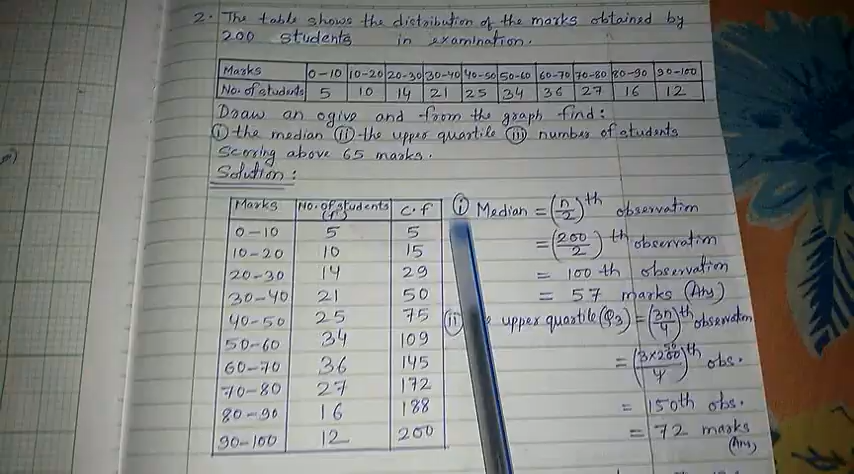 2. The table shows the distribution of the marks obtained by
200 students in examination.
Marks 0-10 10-20 20-30 30-40 40-50 50-60 60-70 70-80 80-90 90-100
No. of students 5 10 14 21 25 34 36 27 16 12
Draw an ogive and from the graph find:
(i) the median (ii) the upper quartile (iii) number of students
scoring above 65 marks.
Solution:
Marks No. of students (f) C.f
0-10 5 5
10-20 10 15
20-30 14 29
30-40 21 50
40-50 25 75
50-60 34 109
60-70 36 145
70-80 27 172
80-90 16 188
90-100 12 200
(i) Median = (n/2)th observation
= (200/2)th observation
= 100th observation
= 57 marks (Ans)
(ii) upper quartile (Q3) = (3n/4)th observation
= (3×200/4)th obs.
= 150th obs.
= 72 marks
(Ans)